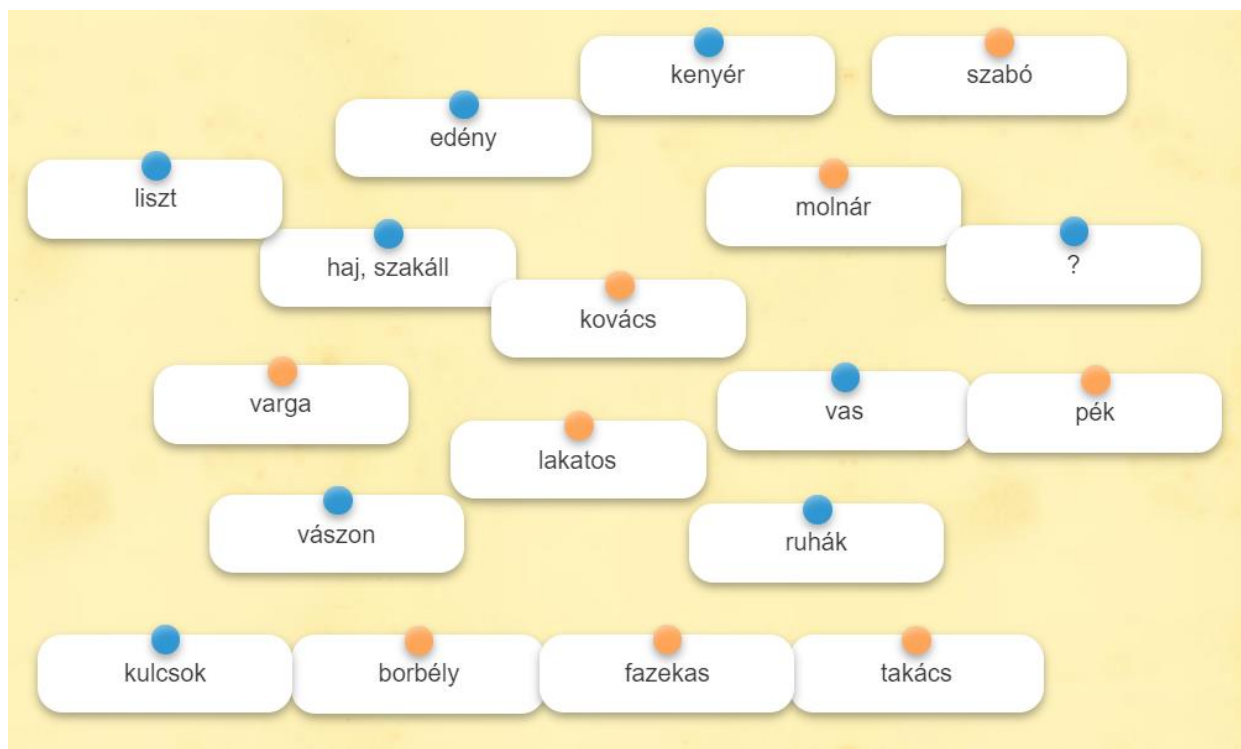 kenyér
szabó
edény
liszt
molnár
haj, szakáll
?
kovács
varga
vas
pék
lakatos
vászon
ruhák
kulcsok
borbély
fazekas
takács